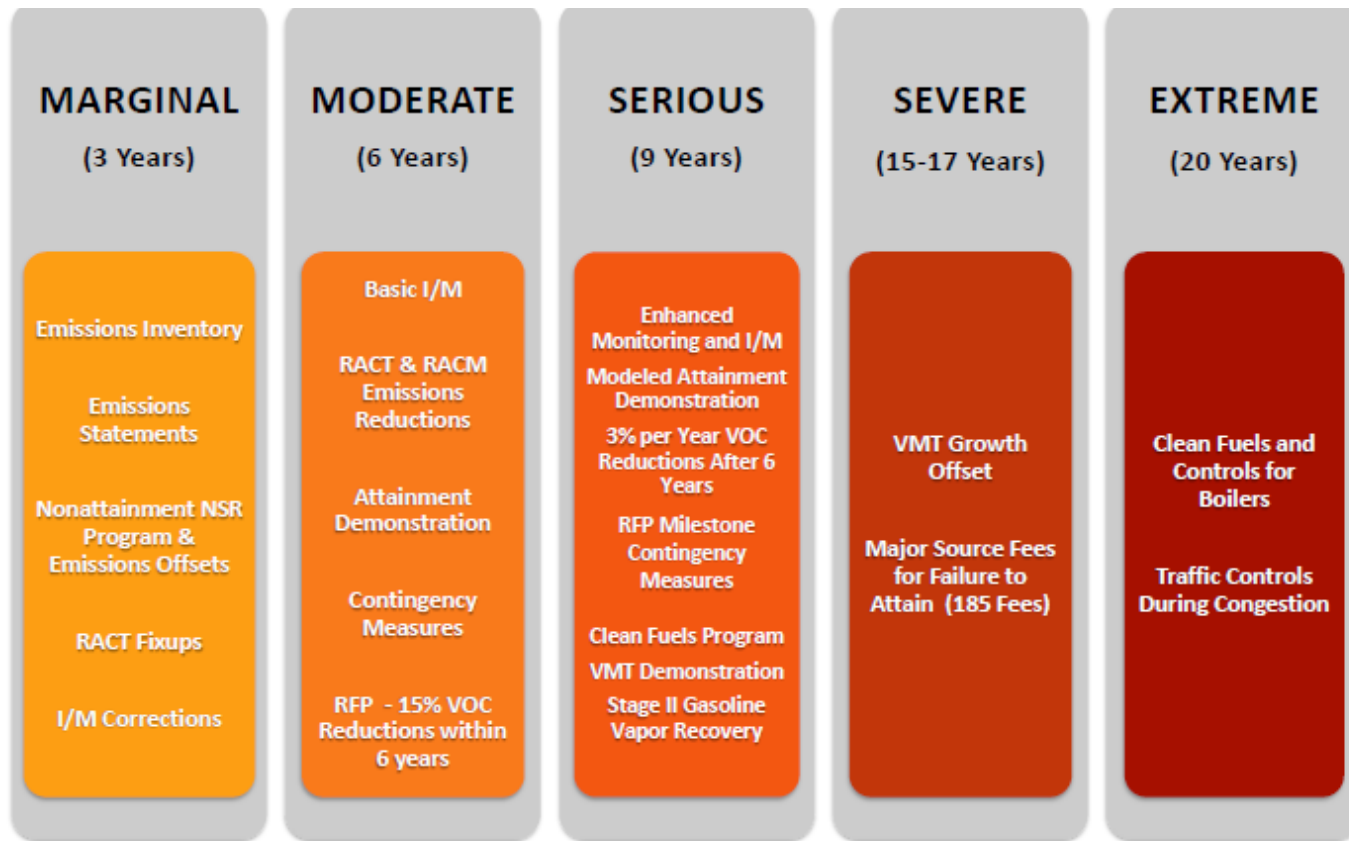 MARGINAL
(3 Years)
Emissions Inventory
Emissions
Statements
Nonattainment NSR
Program &
Emissions Offsets
RACT Fixups
I/M Corrections
MODERATE
(6 Years)
Basic I/M
RACT & RACM
Emissions
Reductions
Attainment
Demonstration
Contingency
Measures
RFP - 15% VOC
Reductions within
6 years
SERIOUS
(9 Years)
Enhanced
Monitoring and I/M
Modeled Attainment
Demonstration
3% per Year VOC
Reductions After 6
Years
RFP Milestone
Contingency
Measures
Clean Fuels Program
VMT Demonstration
Stage II Gasoline
Vapor Recovery
SEVERE
(15-17 Years)
VMT Growth
Offset
Major Source Fees
for Failure to
Attain (185 Fees)
EXTREME
(20 Years)
Clean Fuels and
Controls for
Boilers
Traffic Controls
During Congestion